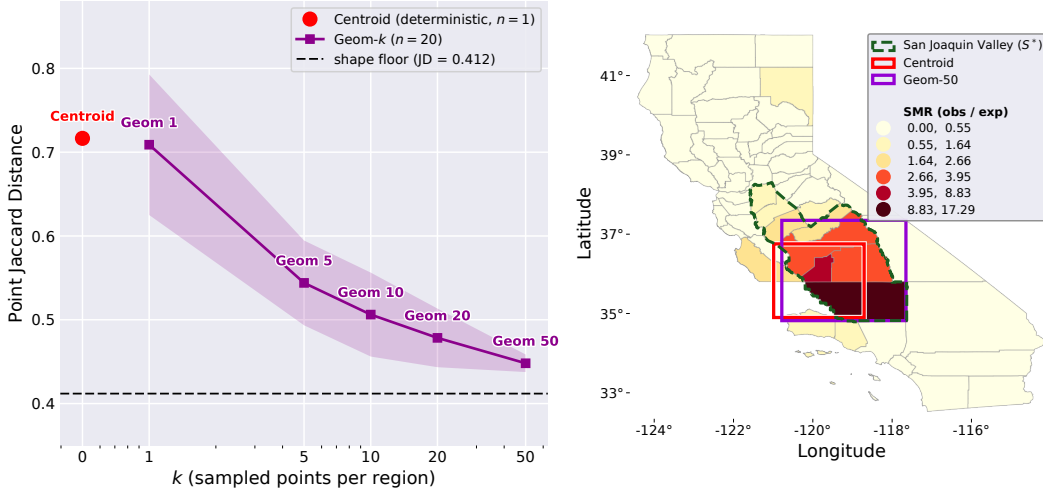 Centroid (deterministic, n = 1)
Geom-k (n = 20)
shape floor (JD = 0.412)
0.8
0.7
0.6
0.5
0.4
Point Jaccard Distance
Centroid
Geom 1
Geom 5
Geom 10
Geom 20
Geom 50
0 1 5 10 20 50
k (sampled points per region)
San Joaquin Valley (S*)
Centroid
Geom-50
SMR (obs / exp)
0.00, 0.55
0.55, 1.64
1.64, 2.66
2.66, 3.95
3.95, 8.83
8.83, 17.29
41°
39°
37°
35°
33°
Latitude
-124 -122 -120 -118 -116
Longitude